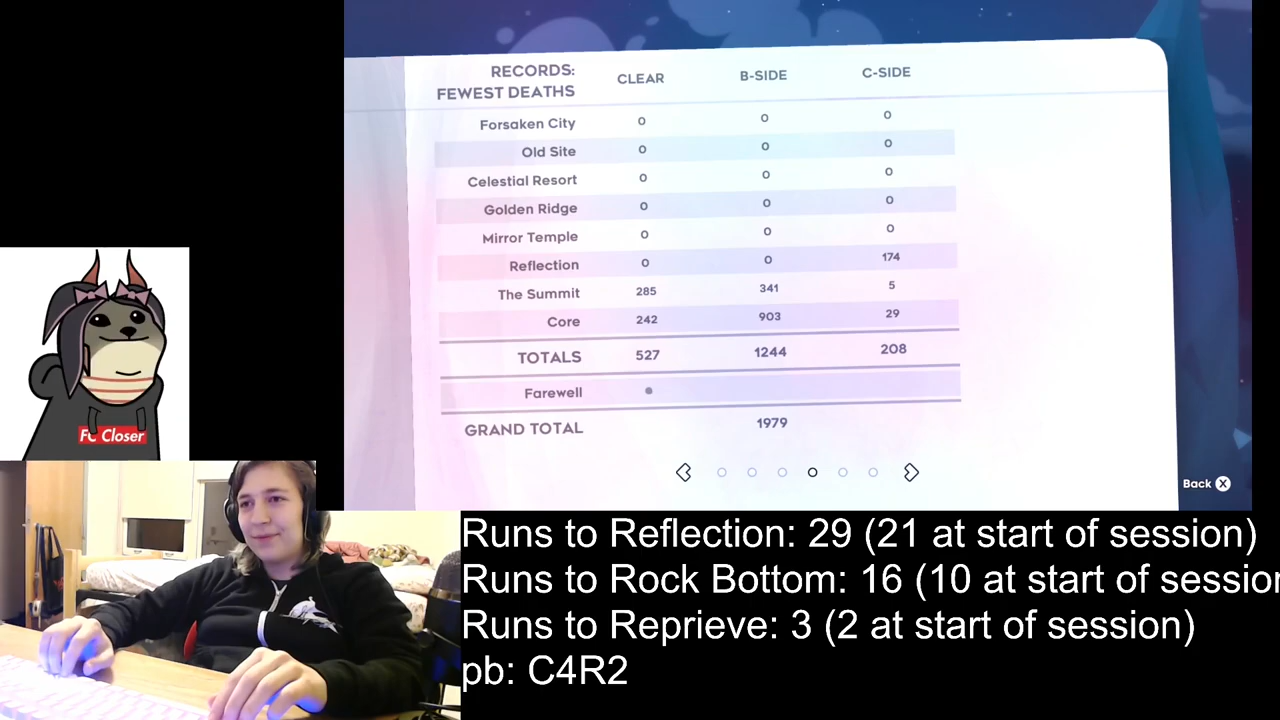 RECORDS: FEWEST DEATHS CLEAR B-SIDE C-SIDE
Forsaken City 0 0 0
Old Site 0 0 0
Celestial Resort 0 0 0
Golden Ridge 0 0 0
Mirror Temple 0 0 0
Reflection 0 0 174
The Summit 285 341 5
Core 242 903 29
TOTALS 527 1244 208
Farewell
GRAND TOTAL 1979
Back X
FC Closer
Runs to Reflection: 29 (21 at start of session)
Runs to Rock Bottom: 16 (10 at start of session
Runs to Reprieve: 3 (2 at start of session)
pb: C4R2